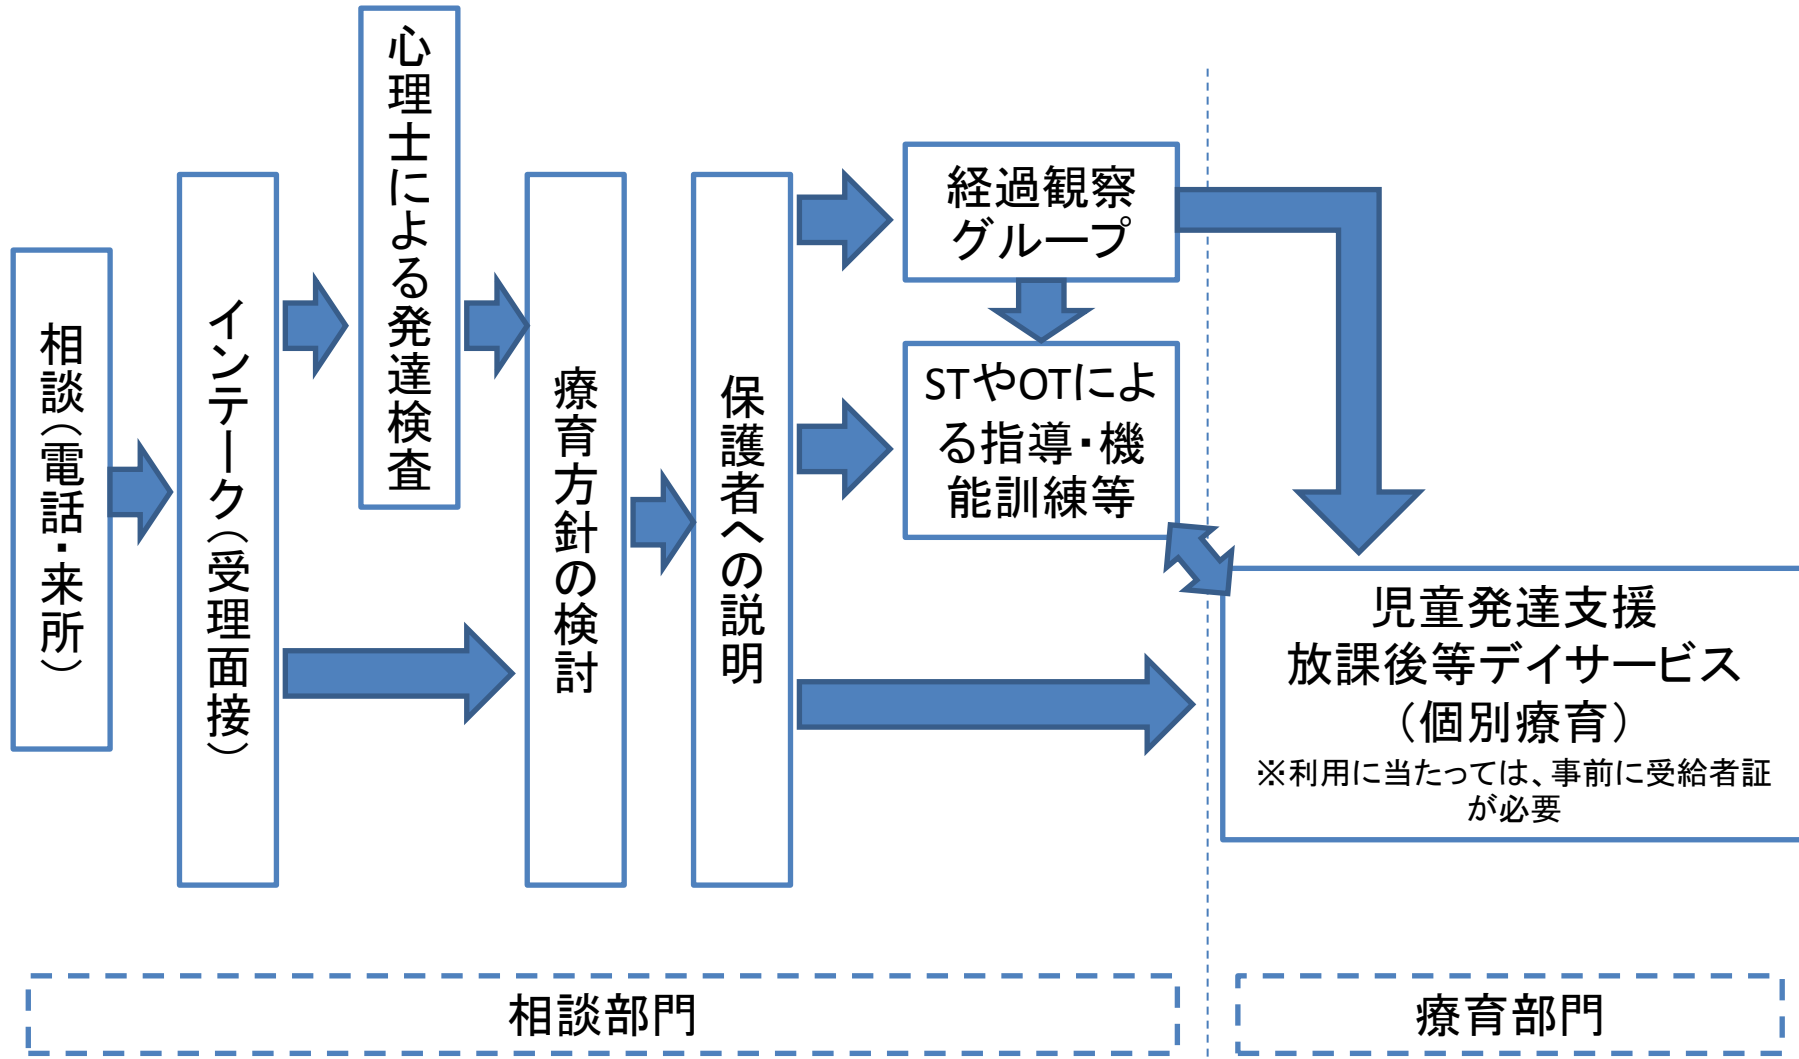 相談（電話・来所）
インテーク（受理面接）
心理士による発達検査
療育方針の検討
保護者への説明
経過観察
グループ
STやOTによ
る指導・機
能訓練等
児童発達支援
放課後等デイサービス
（個別療育）
※利用に当たっては、事前に受給者証
が必要
相談部門
療育部門